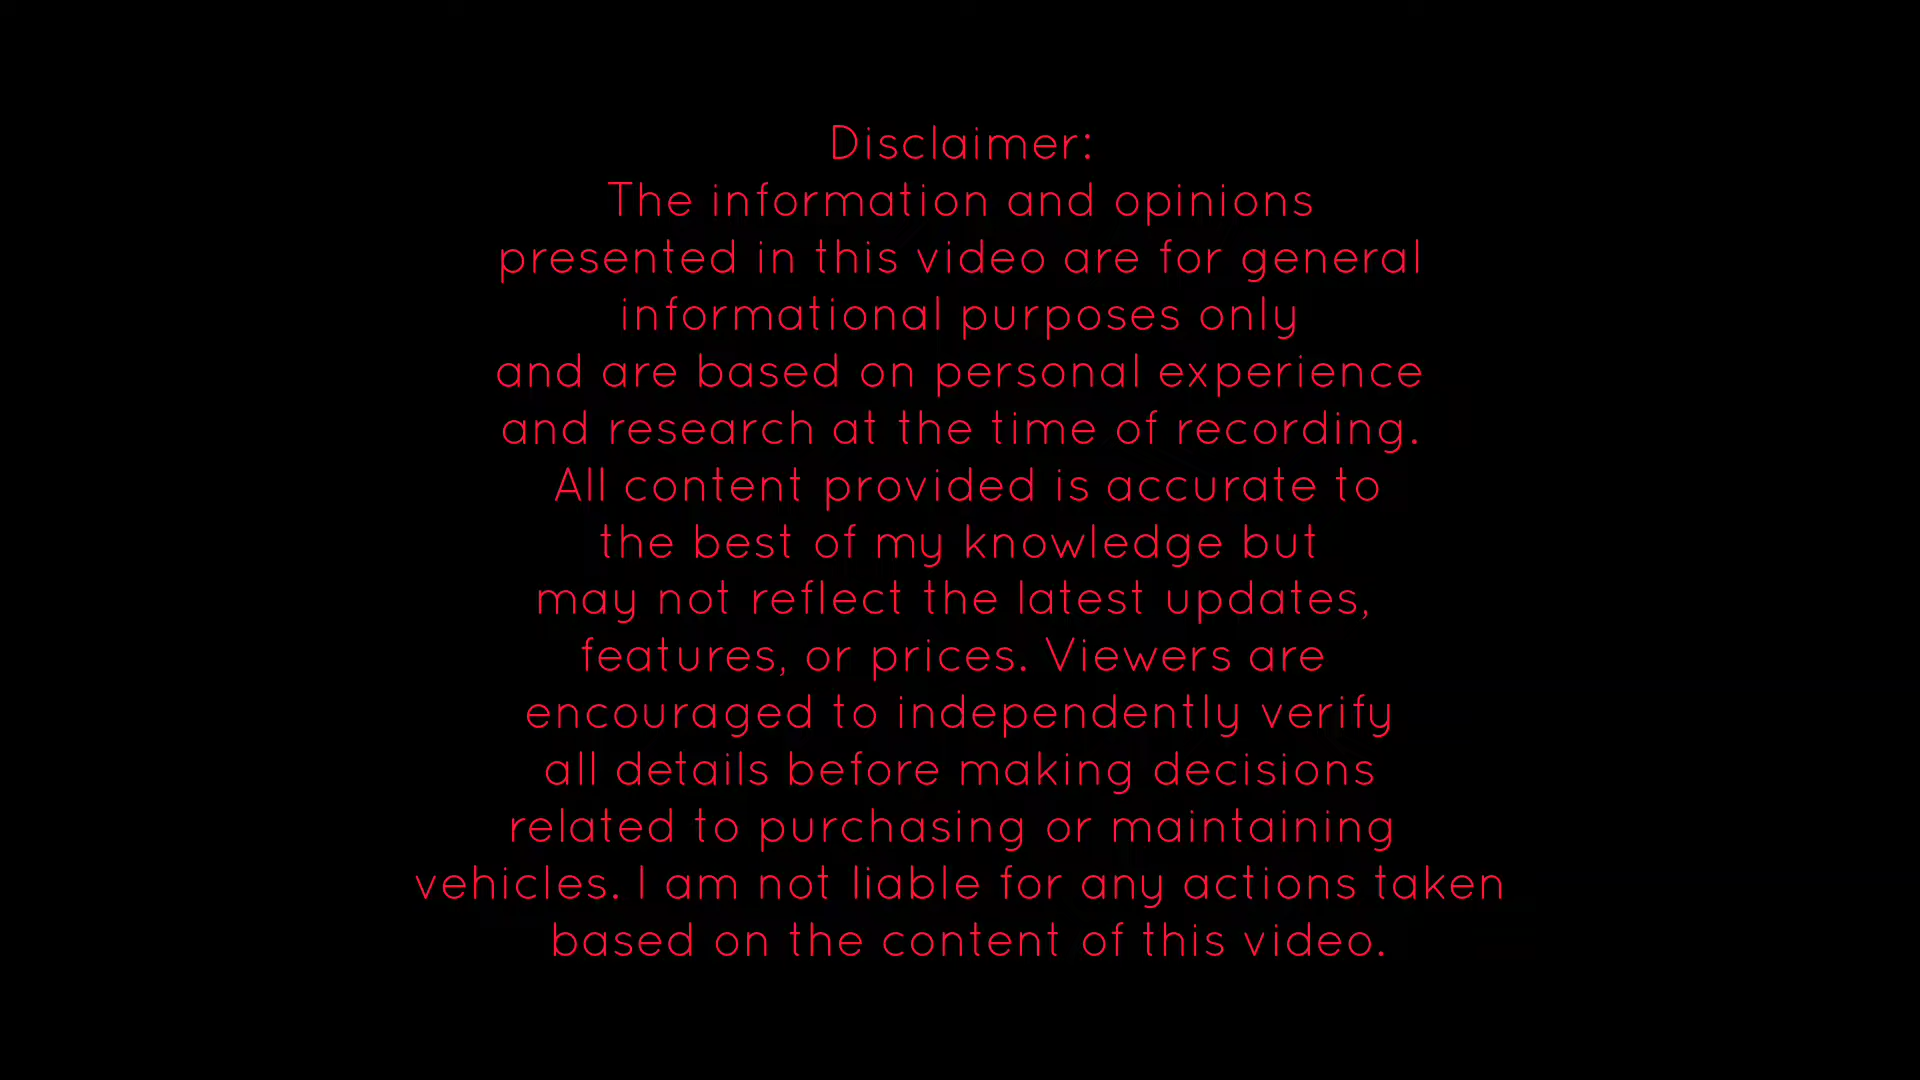 Disclaimer:
The information and opinions
presented in this video are for general
informational purposes only
and are based on personal experience
and research at the time of recording.
All content provided is accurate to
the best of my knowledge but
may not reflect the latest updates,
features, or prices. Viewers are
encouraged to independently verify
all details before making decisions
related to purchasing or maintaining
vehicles. I am not liable for any actions taken
based on the content of this video.